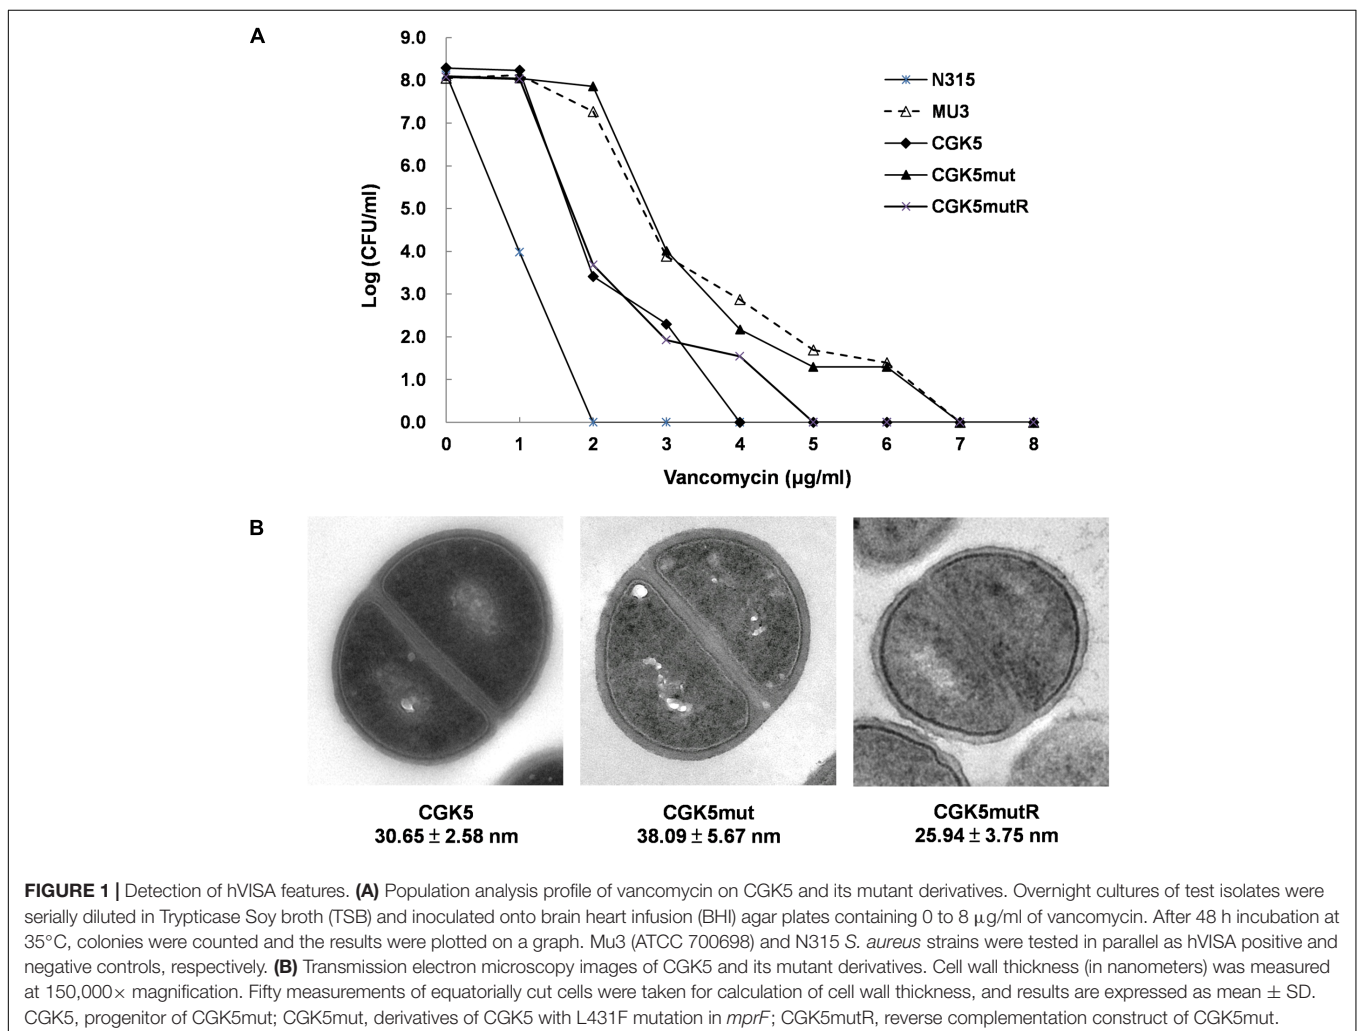 A
9.0
8.0
7.0
6.0
5.0
4.0
3.0
2.0
1.0
0.0
Log (CFU/ml)
0 1 2 3 4 5 6 7 8
Vancomycin (µg/ml)
N315
MU3
CGK5
CGK5mut
CGK5mutR
B
CGK5
30.65 ± 2.58 nm
CGK5mut
38.09 ± 5.67 nm
CGK5mutR
25.94 ± 3.75 nm
FIGURE 1 | Detection of hVISA features. (A) Population analysis profile of vancomycin on CGK5 and its mutant derivatives. Overnight cultures of test isolates were
serially diluted in Trypticase Soy broth (TSB) and inoculated onto brain heart infusion (BHI) agar plates containing 0 to 8 µg/ml of vancomycin. After 48 h incubation at
35°C, colonies were counted and the results were plotted on a graph. Mu3 (ATCC 700698) and N315 S. aureus strains were tested in parallel as hVISA positive and
negative controls, respectively. (B) Transmission electron microscopy images of CGK5 and its mutant derivatives. Cell wall thickness (in nanometers) was measured
at 150,000× magnification. Fifty measurements of equatorially cut cells were taken for calculation of cell wall thickness, and results are expressed as mean ± SD.
CGK5, progenitor of CGK5mut; CGK5mut, derivatives of CGK5 with L431F mutation in mprF; CGK5mutR, reverse complementation construct of CGK5mut.